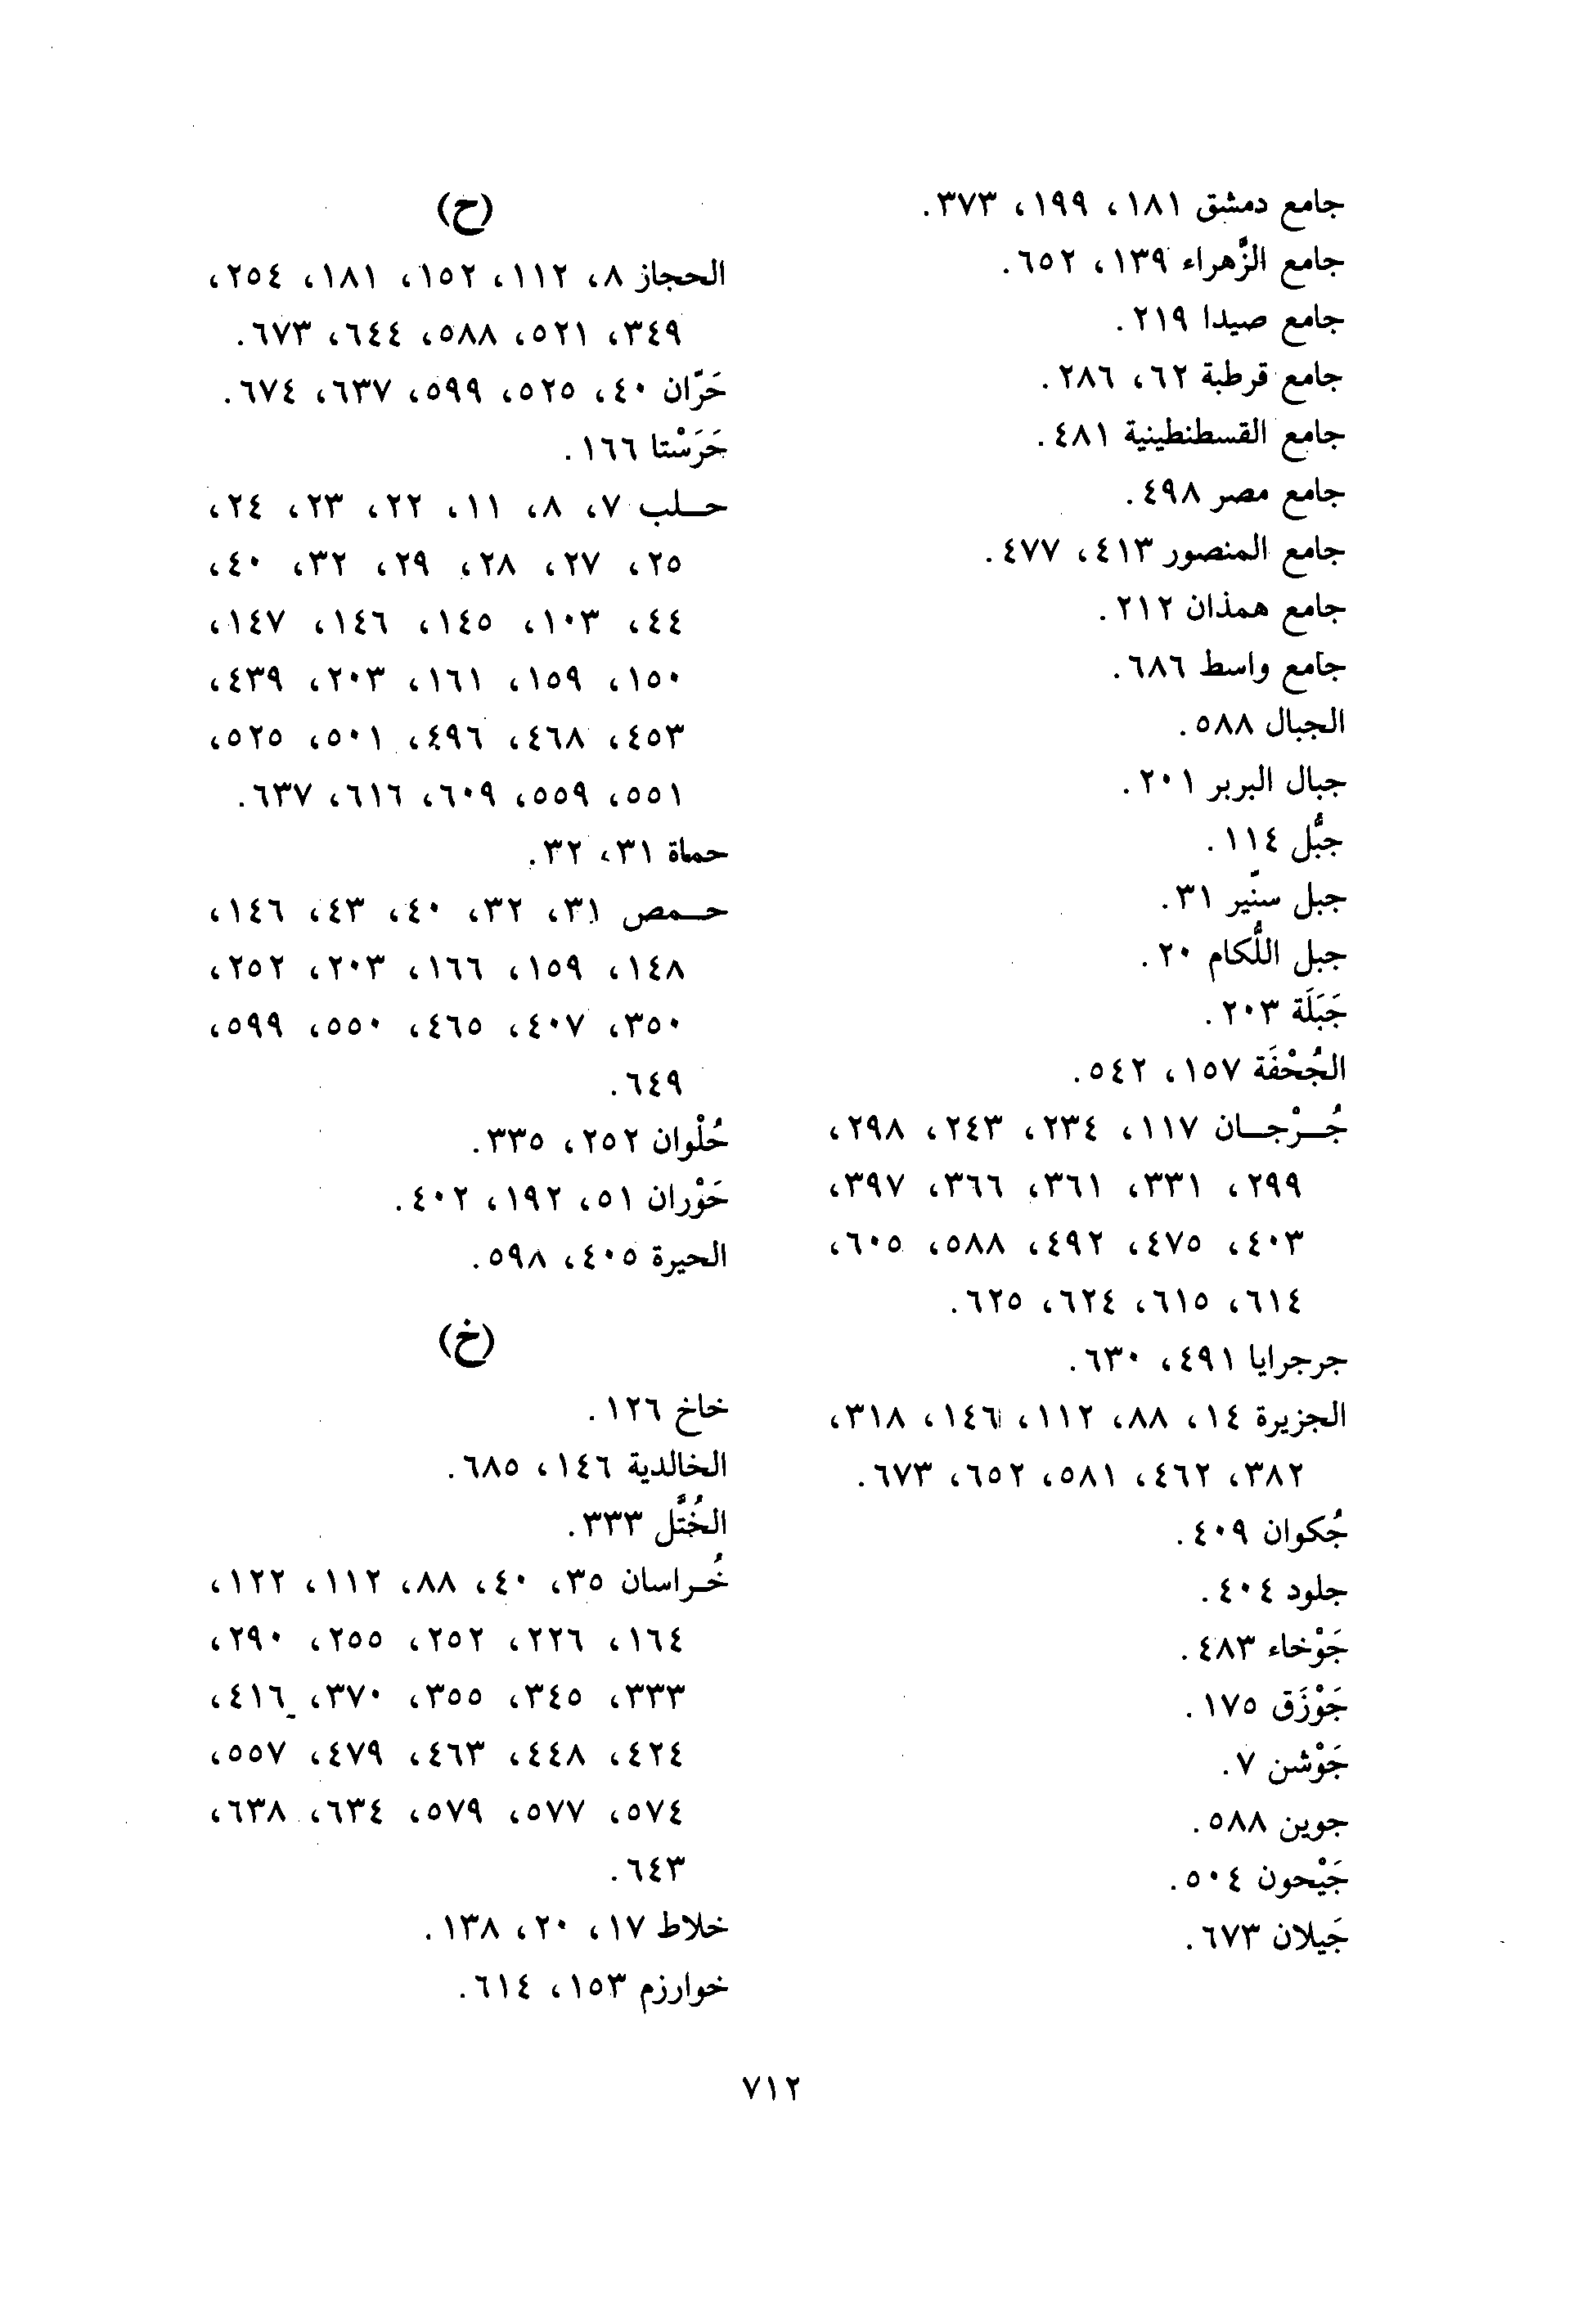 جامع دمشق ١٨١، ١٩٩، ٣٧٣.
جامع الزَّهراء ١٣٩، ٦٥٢.
جامع صيدا ٢١٩.
جامع قرطبة ٦٢، ٢٨٦.
جامع القسطنطينية ٤٨١.
جامع مصر ٤٩٨.
جامع المنصور ٤١٣، ٤٧٧.
جامع همذان ٢١٢.
جامع واسط ٦٨٦.
الجبال ٥٨٨.
جبال البربر ٢٠١.
جبُّل ١١٤.
جبل سنّير ٣١.
جبل اللُّكام ٢٠.
جَبَلَة ٢٠٣.
الجُحْفَة ١٥٧، ٥٤٢.
جُـرْجـان ١١٧، ٢٣٤، ٢٤٣، ٢٩٨،
٢٩٩، ٣٣١، ٣٦١، ٣٦٦، ٣٩٧،
٤٠٣، ٤٧٥، ٤٩٢، ٥٨٨، ٦٠٥،
٦١٤، ٦١٥، ٦٢٤، ٦٢٥.
جرجرايا ٤٩١، ٦٣٠.
الجزيرة ١٤، ٨٨، ١١٢، ١٤٦، ٣١٨،
٣٨٢، ٤٦٢، ٥٨١، ٦٥٢، ٦٧٣.
جُكوان ٤٠٩.
جلود ٤٠٤.
جَوْخاء ٤٨٣.
جَوْزَق ١٧٥.
جَوْشن ٧.
جوين ٥٨٨.
جَيْحون ٥٠٤.
جَيلان ٦٧٣.
(ح)
الحجاز ٨، ١١٢، ١٥٢، ١٨١، ٢٥٤،
٣٤٩، ٥٢١، ٥٨٨، ٦٤٤، ٦٧٣.
حَرّان ٤٠، ٥٢٥، ٥٩٩، ٦٣٧، ٦٧٤.
حَرَسْتا ١٦٦.
حـلب ٧، ٨، ١١، ٢٢، ٢٣، ٢٤،
٢٥، ٢٧، ٢٨، ٢٩، ٣٢، ٤٠،
٤٤، ١٠٣، ١٤٥، ١٤٦، ١٤٧،
١٥٠، ١٥٩، ١٦١، ٢٠٣، ٤٣٩،
٤٥٣، ٤٦٨، ٤٩٦، ٥٠١، ٥٢٥،
٥٥١، ٥٥٩، ٦٠٩، ٦١٦، ٦٣٧.
حماة ٣١، ٣٢.
حـمص ٣١، ٣٢، ٤٠، ٤٣، ١٤٦،
١٤٨، ١٥٩، ١٦٦، ٢٠٣، ٢٥٢،
٣٥٠، ٤٠٧، ٤٦٥، ٥٥٠، ٥٩٩،
٦٤٩.
حُلْوان ٢٥٢، ٣٣٥.
حَوْران ٥١، ١٩٢، ٤٠٢.
الحيرة ٤٠٥، ٥٩٨.
(خ)
خاخ ١٢٦.
الخالدية ١٤٦، ٦٨٥.
الخُتَّل ٣٣٣.
خُـراسان ٣٥، ٤٠، ٨٨، ١١٢، ١٢٢،
١٦٤، ٢٢٦، ٢٥٢، ٢٥٥، ٢٩٠،
٣٣٣، ٣٤٥، ٣٥٥، ٣٧٠، ٤١٦،
٤٢٤، ٤٤٨، ٤٦٣، ٤٧٩، ٥٥٧،
٥٧٤، ٥٧٧، ٥٧٩، ٦٣٤، ٦٣٨،
٦٤٣.
خلاط ١٧، ٢٠، ١٣٨.
خوارزم ١٥٣، ٦١٤.
٧١٢